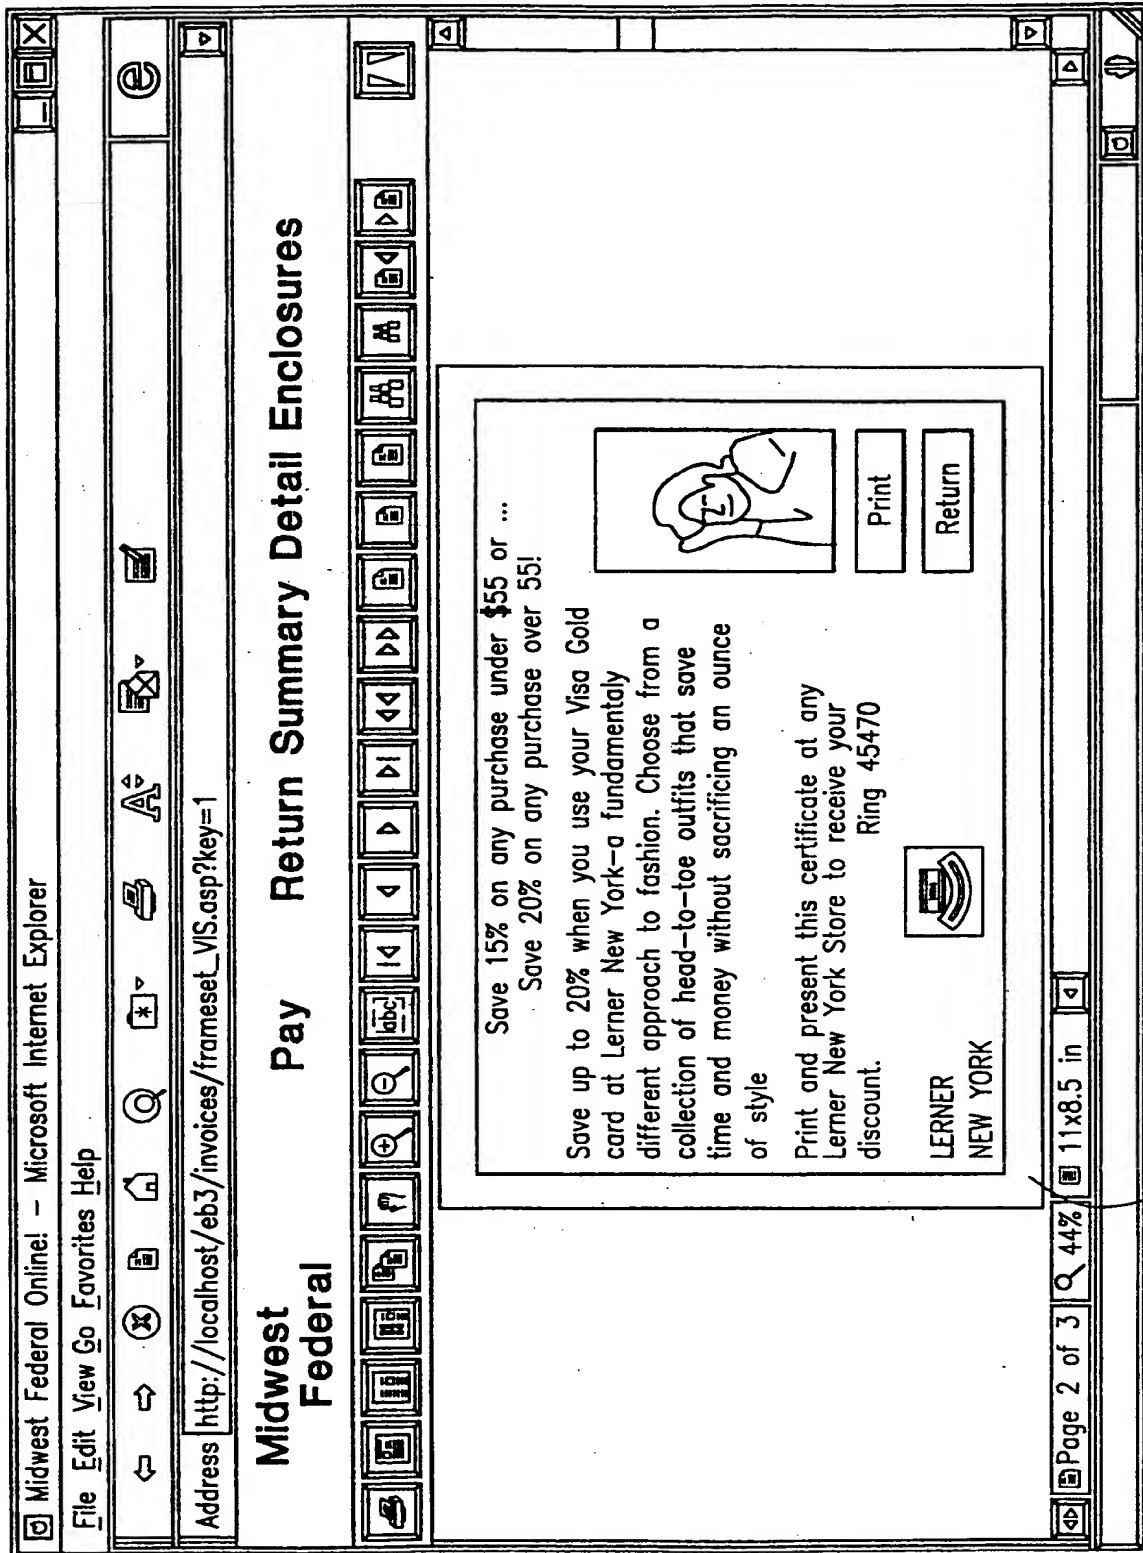 Midwest Federal Online! — Microsoft Internet Explorer
File Edit View Go Favorites Help
Address http://localhost/eb3/invoices/frameset_VIS.asp?key=1
Midwest
Federal
Pay
Return Summary Detail Enclosures
abc
Save 15% on any purchase under $55 or ...
Save 20% on any purchase over 55!
Save up to 20% when you use your Visa Gold
card at Lerner New York-a fundamentaly
different approach to fashion. Choose from a
collection of head-to-toe outfits that save
time and money without sacrificing an ounce
of style
Print and present this certificate at any
Lerner New York Store to receive your
discount.
Ring 45470
LERNER
NEW YORK
Print
Return
Page 2 of 3
44%
11x8.5 in